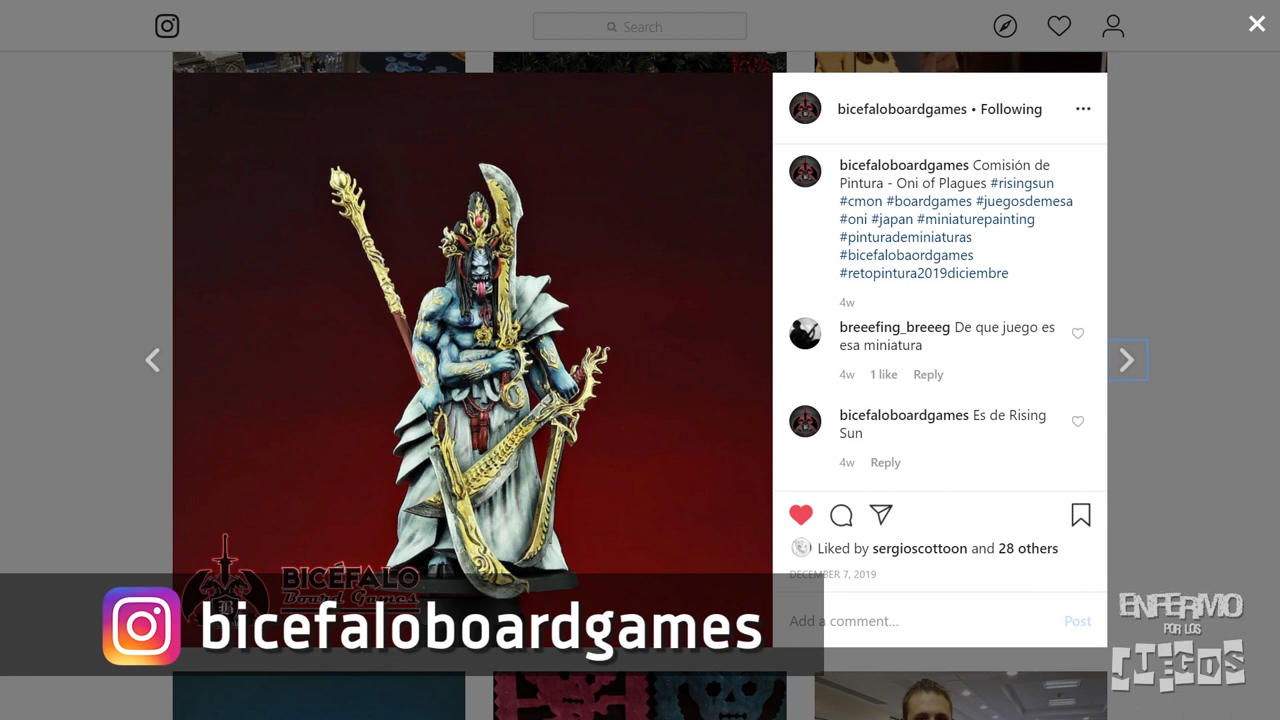 Search
bicefaloboardgames • Following
bicefaloboardgames Comisión de
Pintura - Oni of Plagues #risingsun
#cmon #boardgames #juegosdemesa
#oni #japan #miniaturepainting
#pinturademiniaturas
#bicefalobaordgames
#retopintura2019diciembre
4w
breeefing_breeeg De que juego es
esa miniatura
4w 1 like Reply
bicefaloboardgames Es de Rising
Sun
4w Reply
Liked by sergioscottoon and 28 others
DECEMBER 7, 2019
Add a comment... Post
B
BICÉFALO
Board Games
bicefaloboardgames
ENFERMO
POR LOS
JUEGOS